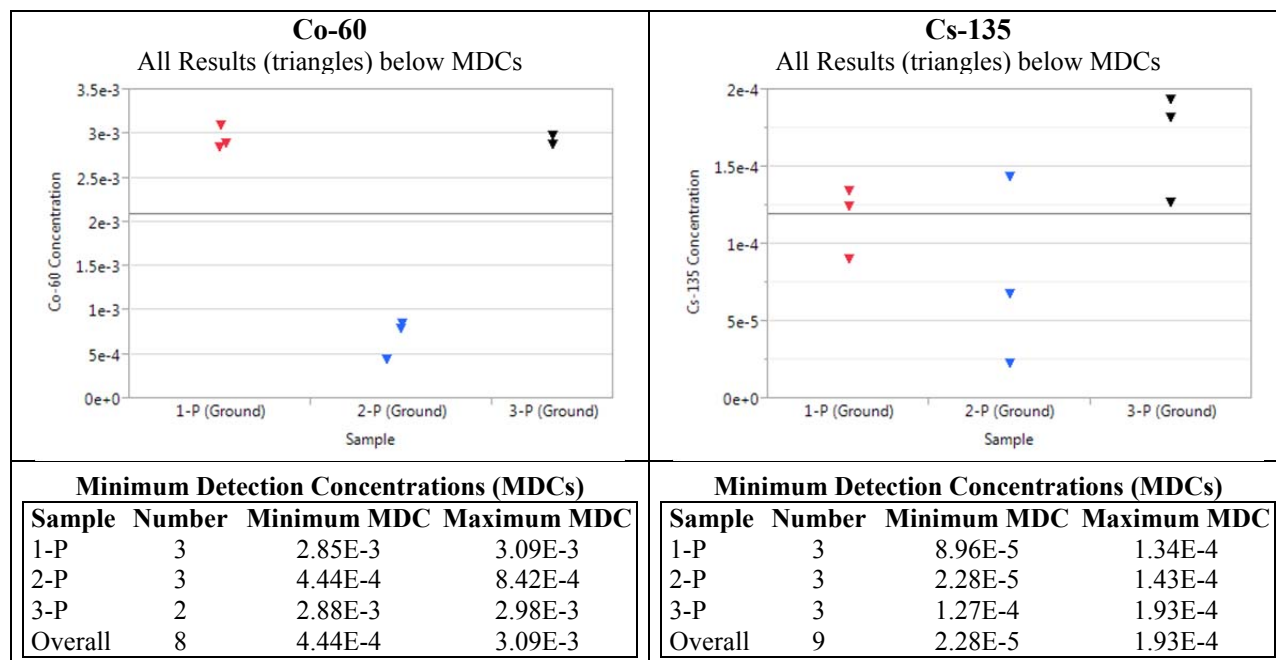 Co-60
All Results (triangles) below MDCs
3.5e-3
3e-3
2.5e-3
2e-3
1.5e-3
1e-3
5e-4
0e+0
Co-60 Concentration
1-P (Ground) 2-P (Ground) 3-P (Ground)
Sample
Cs-135
All Results (triangles) below MDCs
2e-4
1.5e-4
1e-4
5e-5
0e+0
Cs-135 Concentration
1-P (Ground) 2-P (Ground) 3-P (Ground)
Sample
Minimum Detection Concentrations (MDCs)
Sample Number Minimum MDC Maximum MDC
1-P 3 2.85E-3 3.09E-3
2-P 3 4.44E-4 8.42E-4
3-P 2 2.88E-3 2.98E-3
Overall 8 4.44E-4 3.09E-3
Minimum Detection Concentrations (MDCs)
Sample Number Minimum MDC Maximum MDC
1-P 3 8.96E-5 1.34E-4
2-P 3 2.28E-5 1.43E-4
3-P 3 1.27E-4 1.93E-4
Overall 9 2.28E-5 1.93E-4